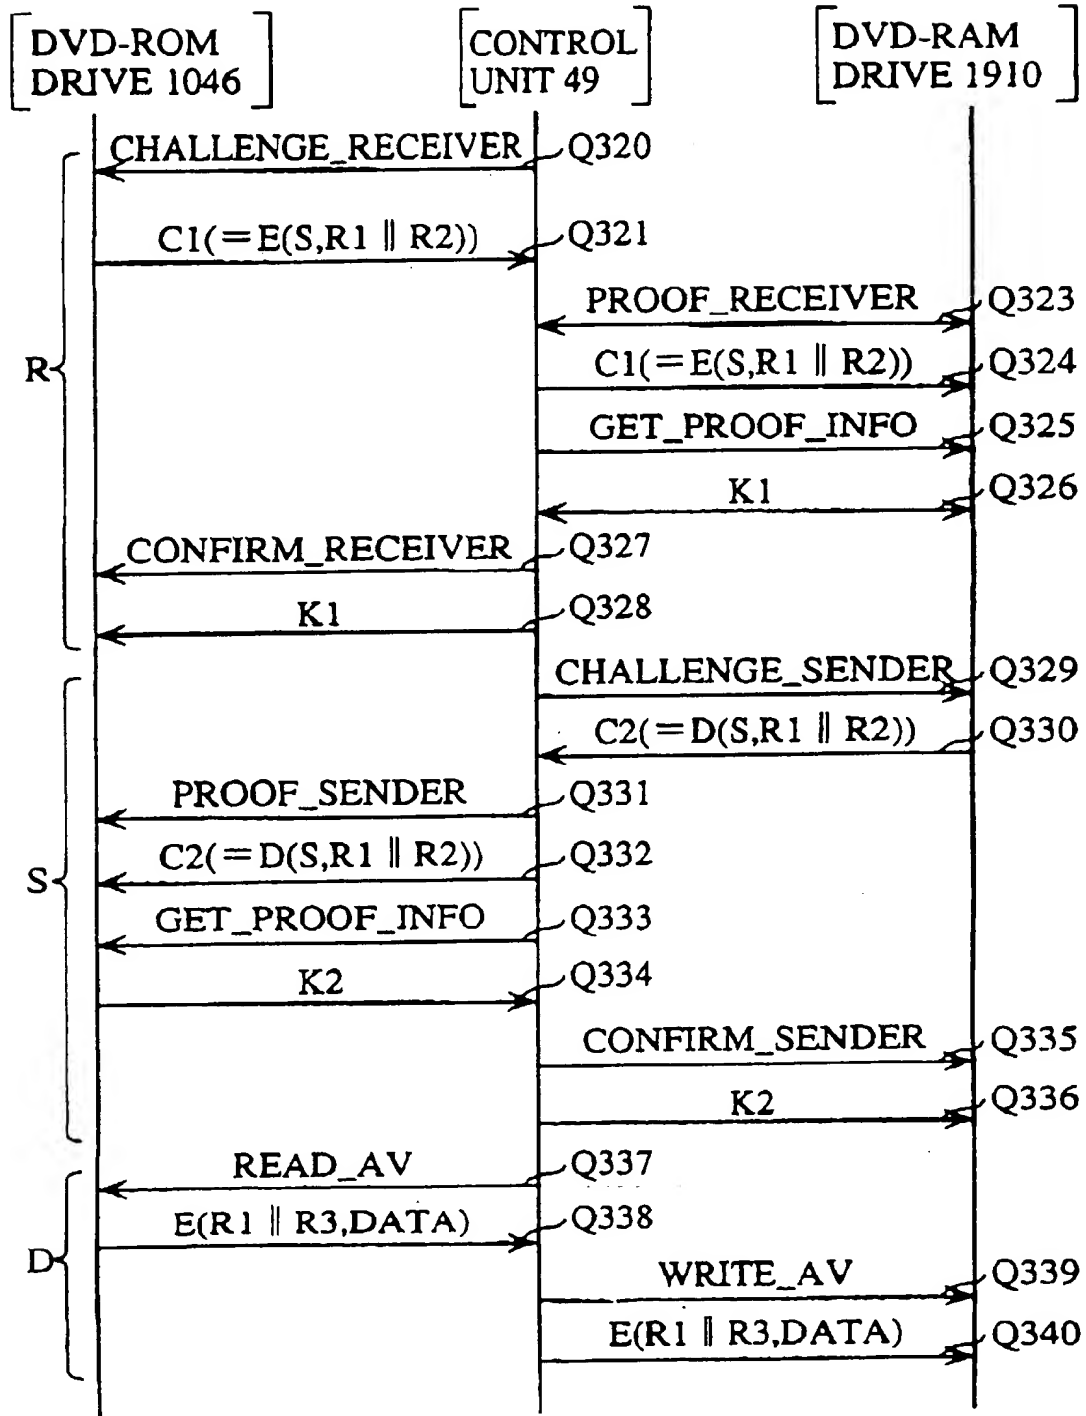 DVD-ROM
DRIVE 1046
CONTROL
UNIT 49
DVD-RAM
DRIVE 1910
CHALLENGE_RECEIVER
Q320
C1(=E(S,R1 ∥ R2))
Q321
PROOF_RECEIVER
Q323
C1(=E(S,R1 ∥ R2))
Q324
GET_PROOF_INFO
Q325
K1
Q326
CONFIRM_RECEIVER
Q327
K1
Q328
R
CHALLENGE_SENDER
Q329
C2(=D(S,R1 ∥ R2))
Q330
PROOF_SENDER
Q331
C2(=D(S,R1 ∥ R2))
Q332
GET_PROOF_INFO
Q333
K2
Q334
CONFIRM_SENDER
Q335
K2
Q336
S
READ_AV
Q337
E(R1 ∥ R3,DATA)
Q338
WRITE_AV
Q339
E(R1 ∥ R3,DATA)
Q340
D